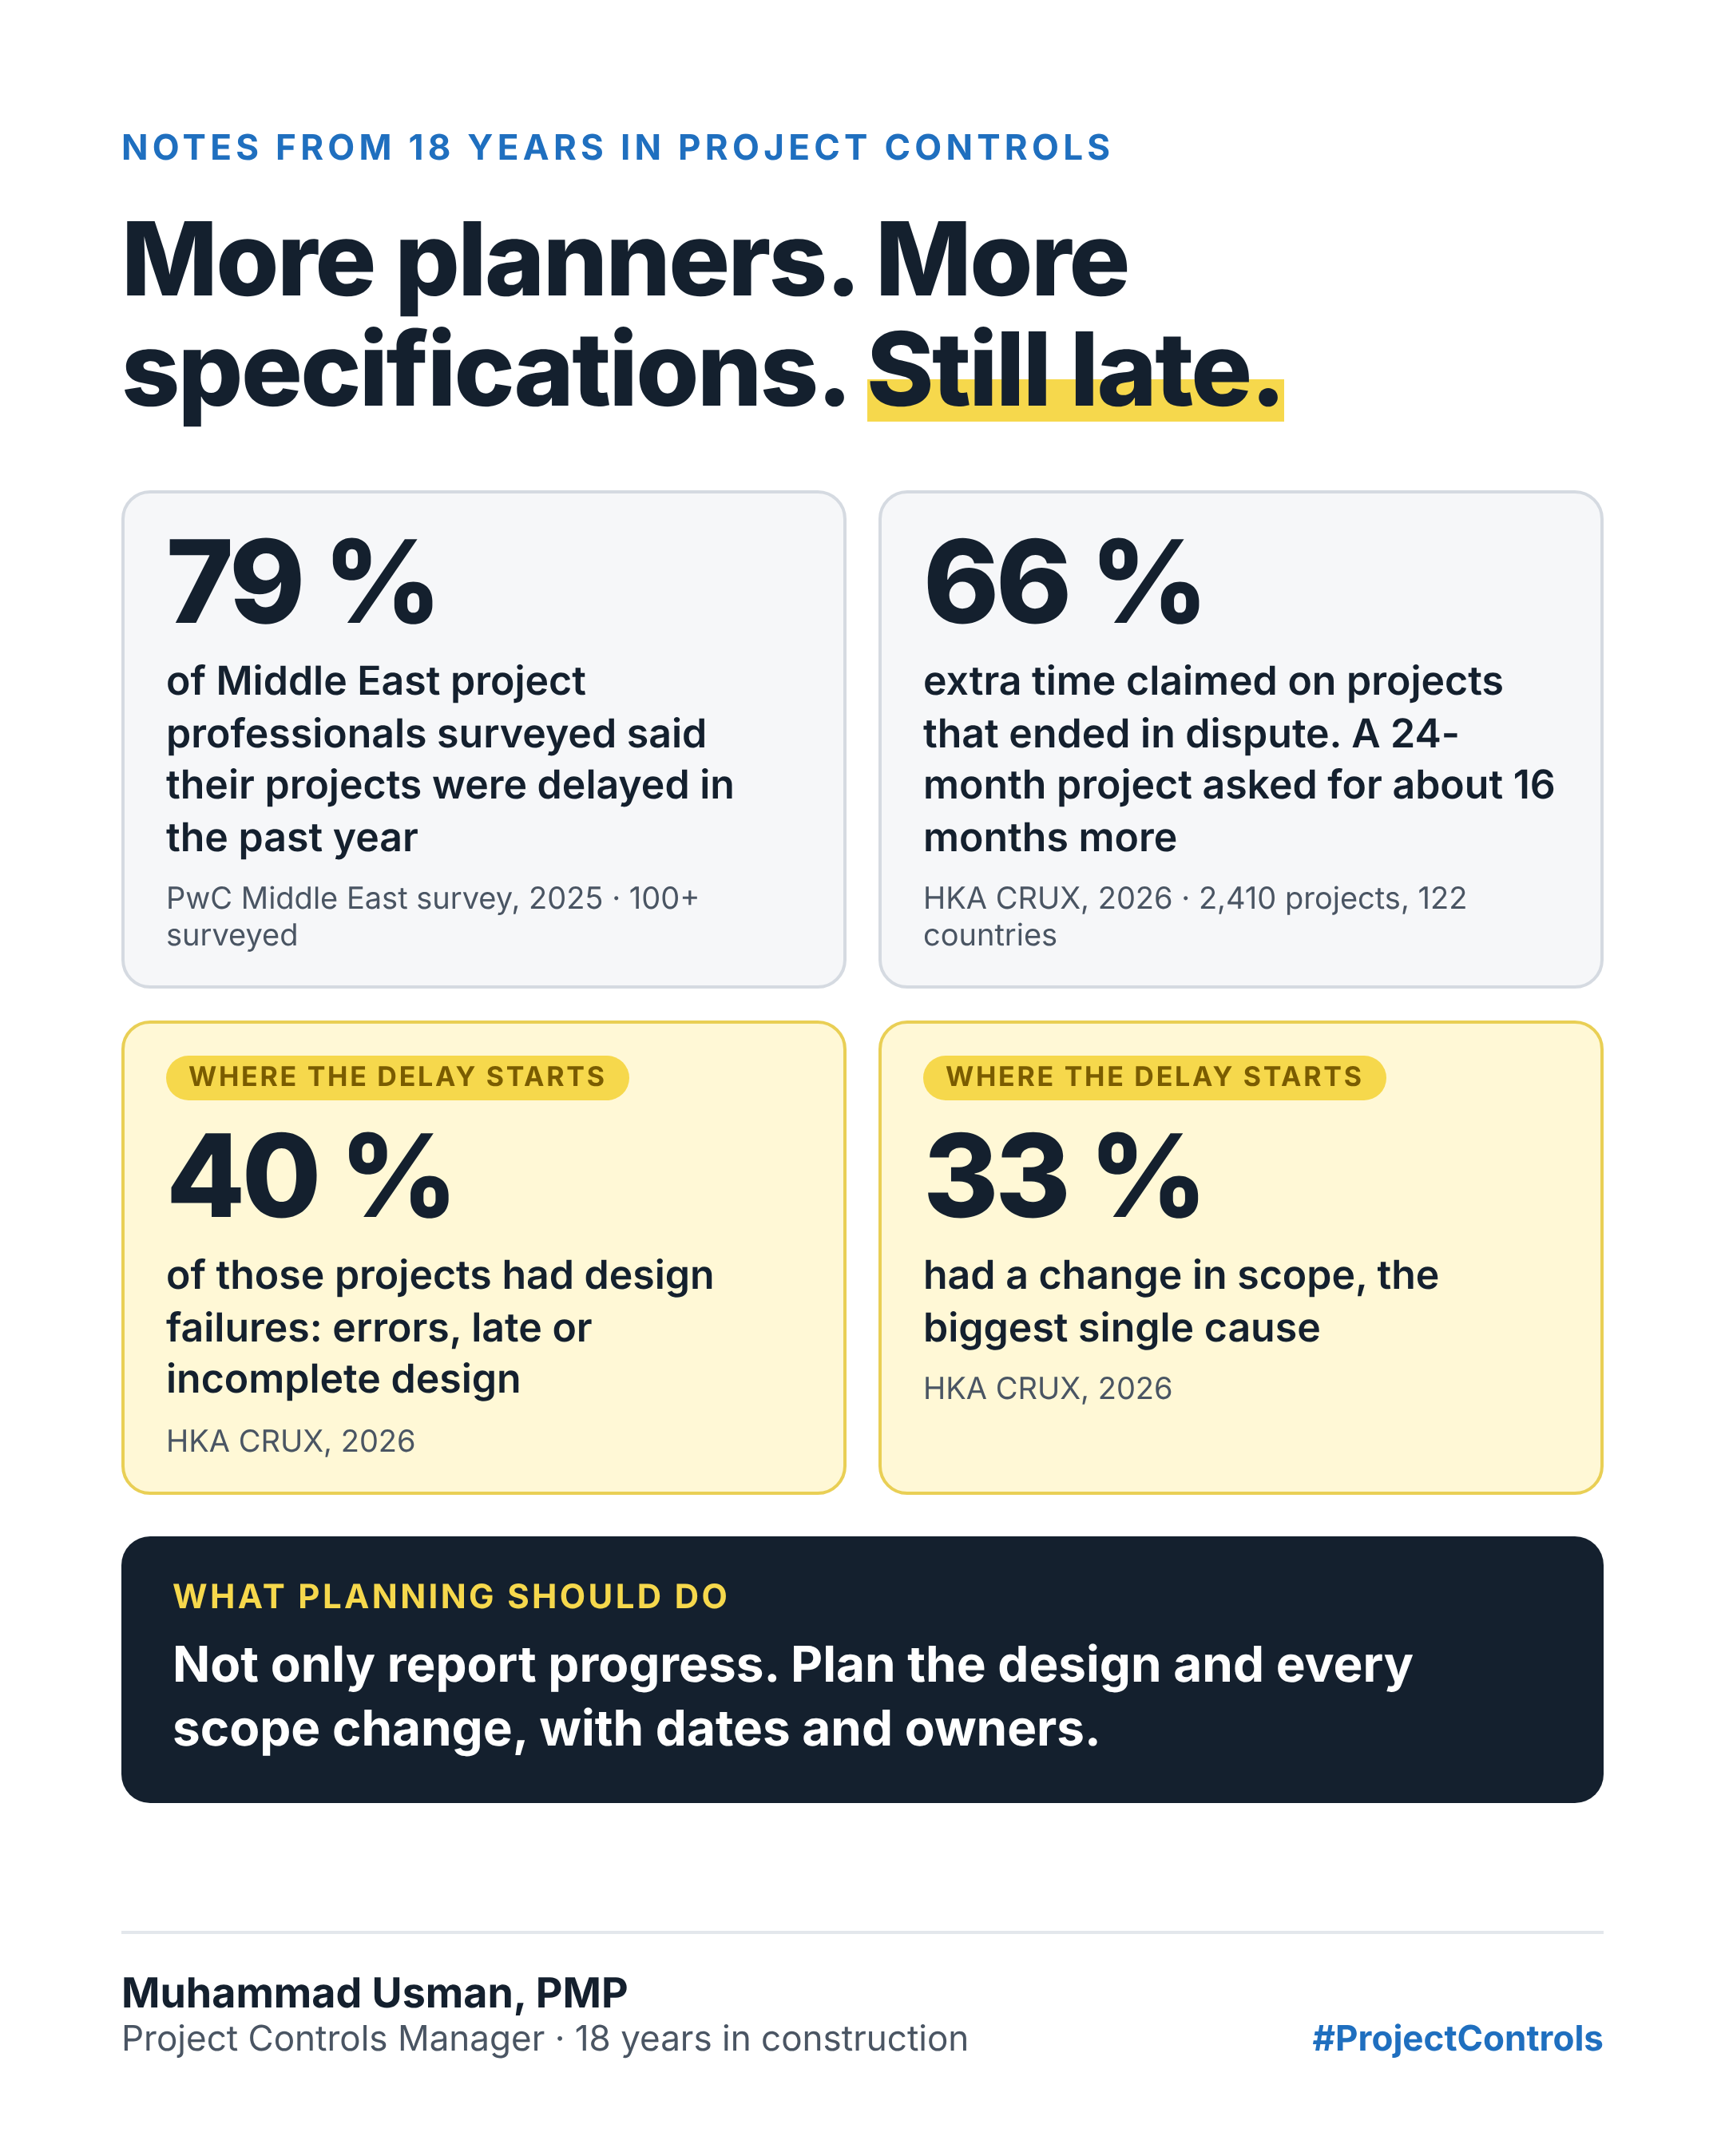 NOTES FROM 18 YEARS IN PROJECT CONTROLS
More planners. More
specifications. Still late.
79 %
of Middle East project
professionals surveyed said
their projects were delayed in
the past year
PwC Middle East survey, 2025 · 100+
surveyed
66 %
extra time claimed on projects
that ended in dispute. A 24-
month project asked for about 16
months more
HKA CRUX, 2026 · 2,410 projects, 122
countries
WHERE THE DELAY STARTS
40 %
of those projects had design
failures: errors, late or
incomplete design
HKA CRUX, 2026
WHERE THE DELAY STARTS
33 %
had a change in scope, the
biggest single cause
HKA CRUX, 2026
WHAT PLANNING SHOULD DO
Not only report progress. Plan the design and every
scope change, with dates and owners.
Muhammad Usman, PMP
Project Controls Manager · 18 years in construction
#ProjectControls